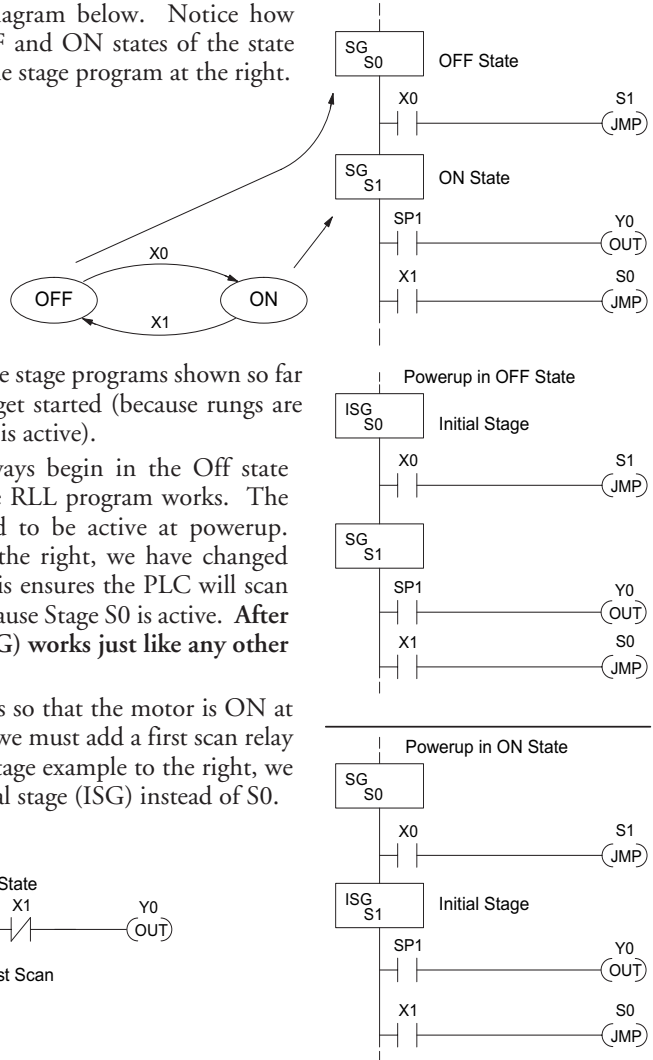 agram below. Notice how
F and ON states of the state
e stage program at the right.
SG
S0
OFF State
X0
S1
JMP
SG
S1
ON State
SP1
Y0
OUT
X1
S0
JMP
X0
OFF
ON
X1
e stage programs shown so far
get started (because rungs are
is active).
ways begin in the Off state
e RLL program works. The
d to be active at powerup.
the right, we have changed
is ensures the PLC will scan
ause Stage S0 is active. After
G) works just like any other
Powerup in OFF State
ISG
S0
Initial Stage
X0
S1
JMP
SG
S1
SP1
Y0
OUT
X1
S0
JMP
s so that the motor is ON at
we must add a first scan relay
tage example to the right, we
al stage (ISG) instead of S0.
State
X1
Y0
OUT
st Scan
Powerup in ON State
SG
S0
X0
S1
JMP
ISG
S1
Initial Stage
SP1
Y0
OUT
X1
S0
JMP